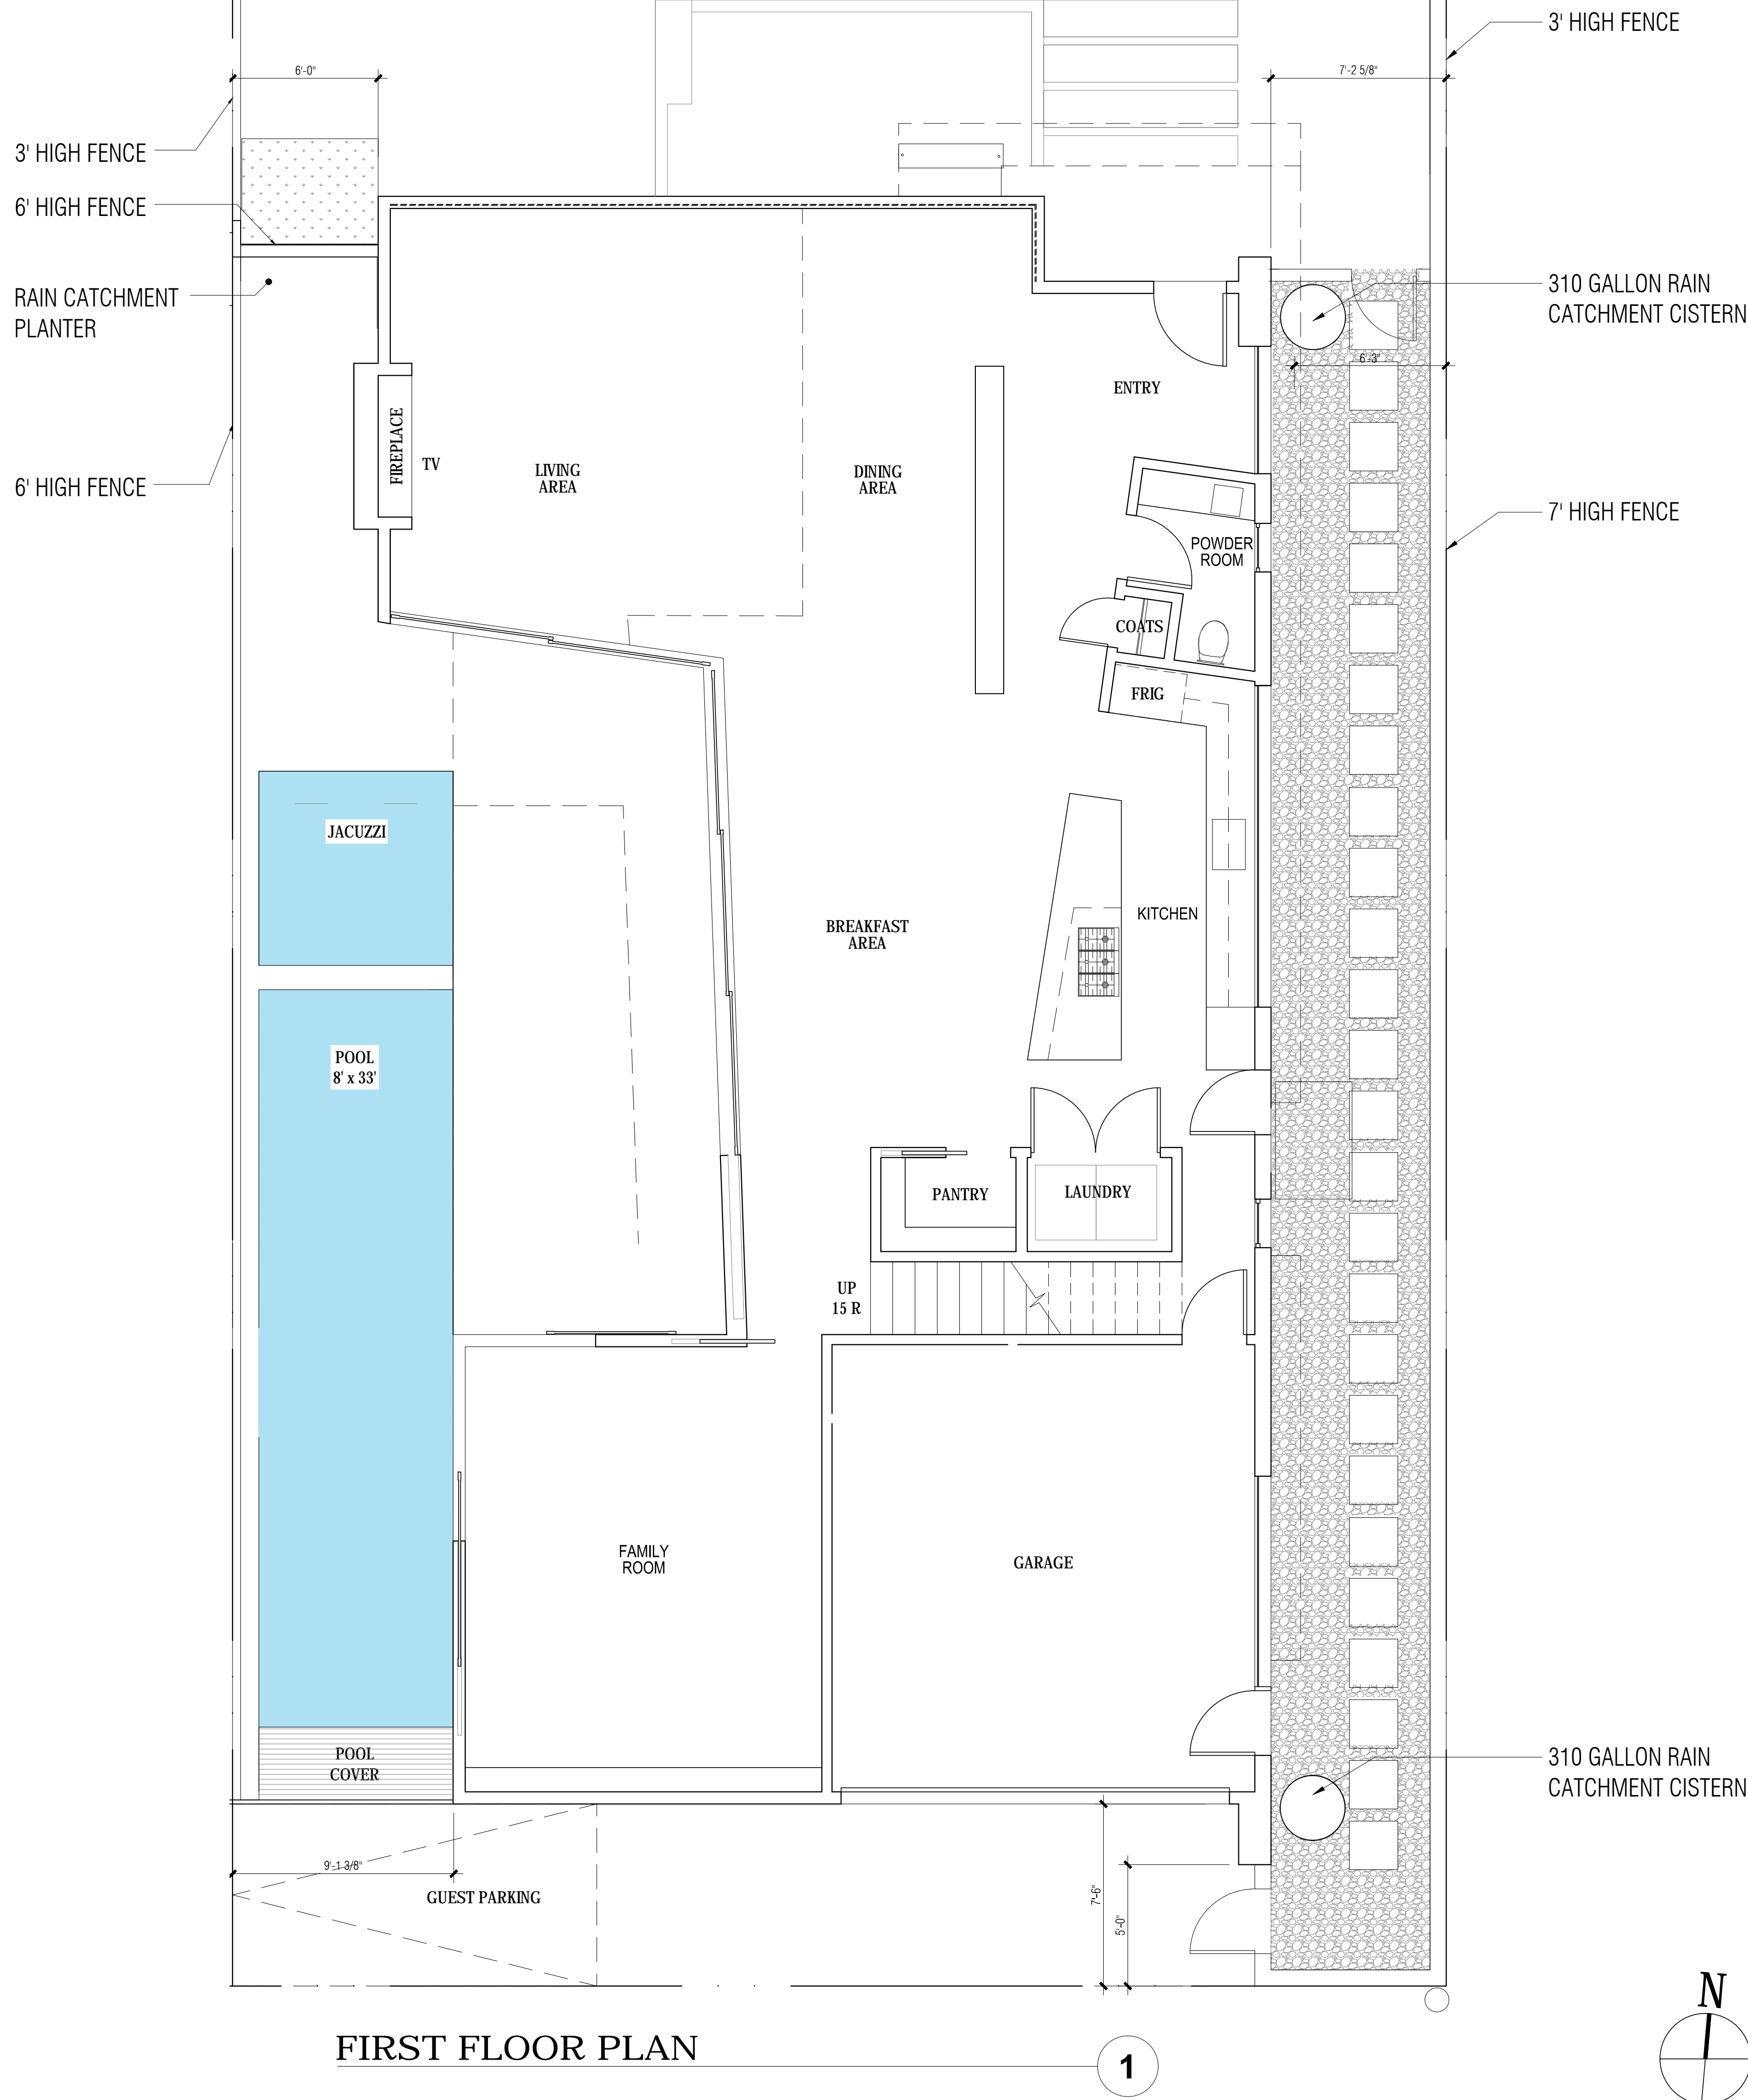 3' HIGH FENCE
6'-0"
7'-2 5/8"
3' HIGH FENCE
6' HIGH FENCE
RAIN CATCHMENT
PLANTER
310 GALLON RAIN
CATCHMENT CISTERN
6'-3"
ENTRY
FIREPLACE
TV
LIVING
AREA
DINING
AREA
6' HIGH FENCE
7' HIGH FENCE
POWDER
ROOM
COATS
FRIG
JACUZZI
KITCHEN
BREAKFAST
AREA
POOL
8' x 33'
PANTRY
LAUNDRY
UP
15 R
FAMILY
ROOM
GARAGE
POOL
COVER
310 GALLON RAIN
CATCHMENT CISTERN
9'-1 3/8"
GUEST PARKING
7'-6"
5'-0"
N
FIRST FLOOR PLAN
1